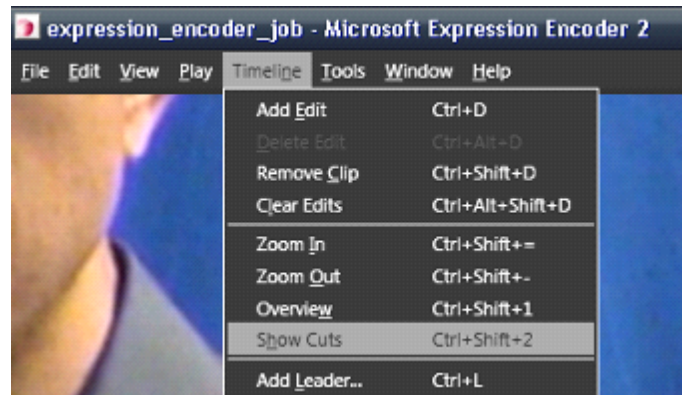 expression_encoder_job - Microsoft Expression Encoder 2
File Edit View Play Timeline Tools Window Help
Add Edit Ctrl+D
Delete Edit Ctrl+Alt+D
Remove Clip Ctrl+Shift+D
Clear Edits Ctrl+Alt+Shift+D
Zoom In Ctrl+Shift+=
Zoom Out Ctrl+Shift+-
Overview Ctrl+Shift+1
Show Cuts Ctrl+Shift+2
Add Leader... Ctrl+L